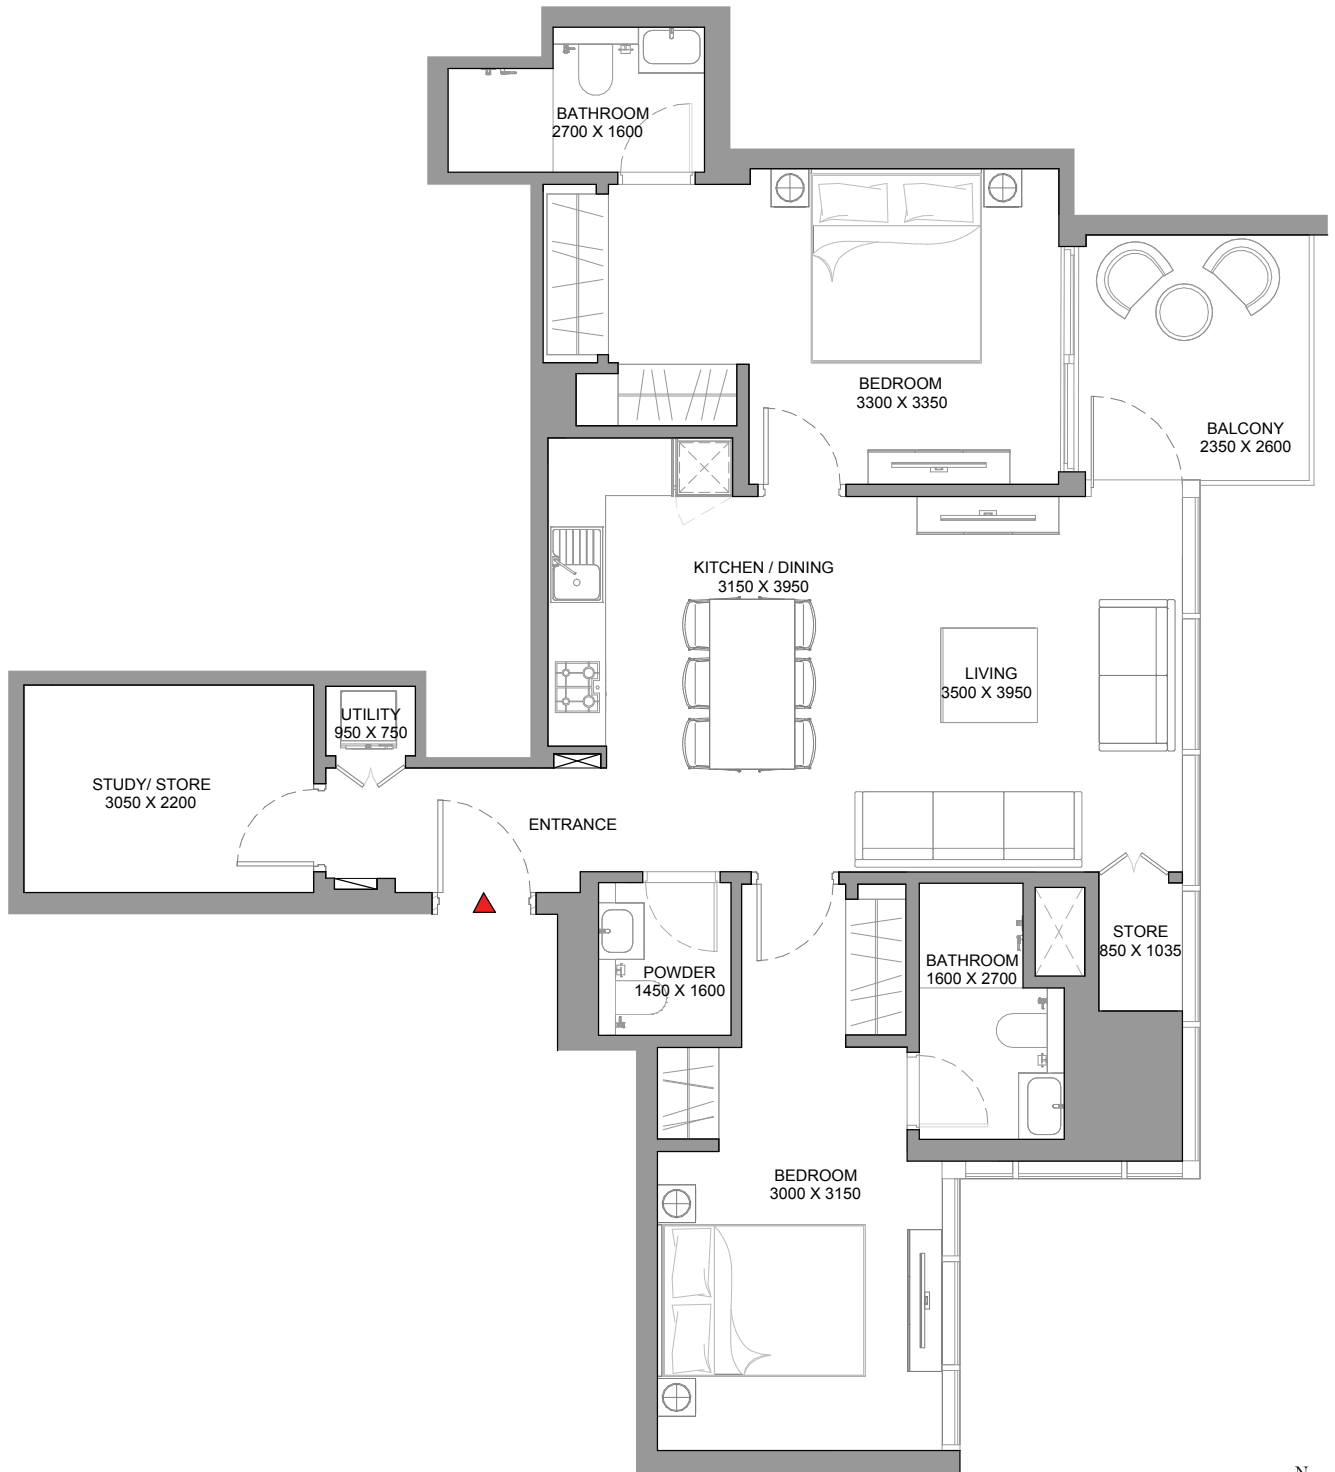 BATHROOM
2700 X 1600
BEDROOM
3300 X 3350
BALCONY
2350 X 2600
KITCHEN / DINING
3150 X 3950
LIVING
3500 X 3950
UTILITY
950 X 750
STUDY/ STORE
3050 X 2200
ENTRANCE
STORE
850 X 1035
BATHROOM
1600 X 2700
POWDER
1450 X 1600
BEDROOM
3000 X 3150
N